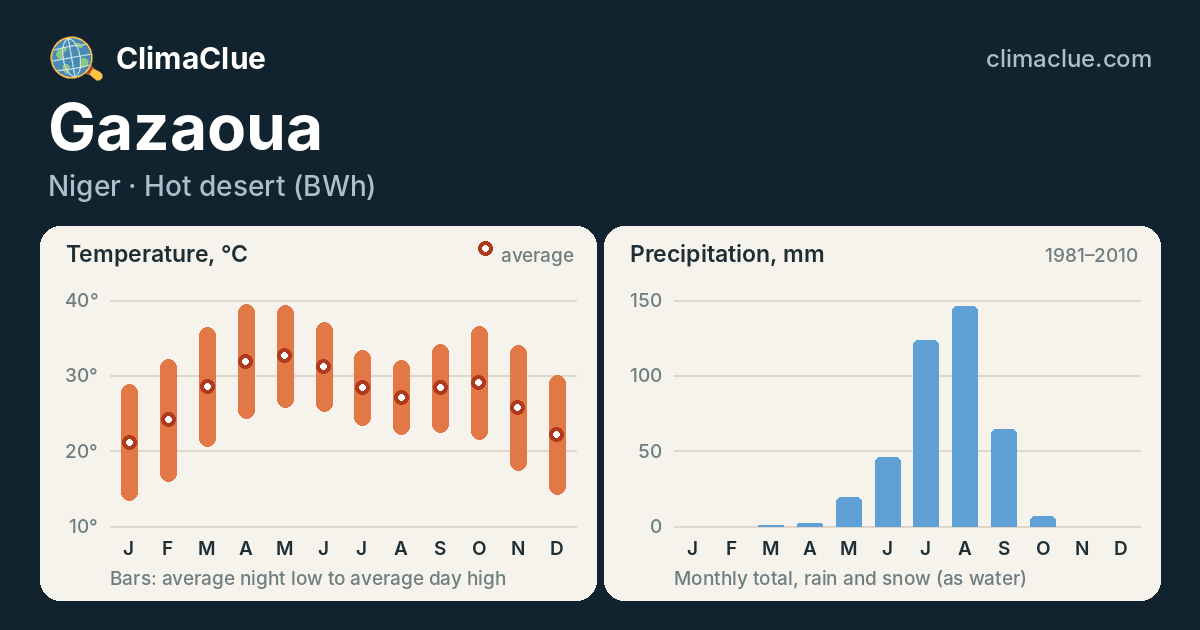 ClimaClue
climaclue.com
Gazaoua
Niger · Hot desert (BWh)
Temperature, °C
average
40°
30°
20°
10°
J F M A M J J A S O N D
Bars: average night low to average day high
Precipitation, mm
1981–2010
150
100
50
0
J F M A M J J A S O N D
Monthly total, rain and snow (as water)